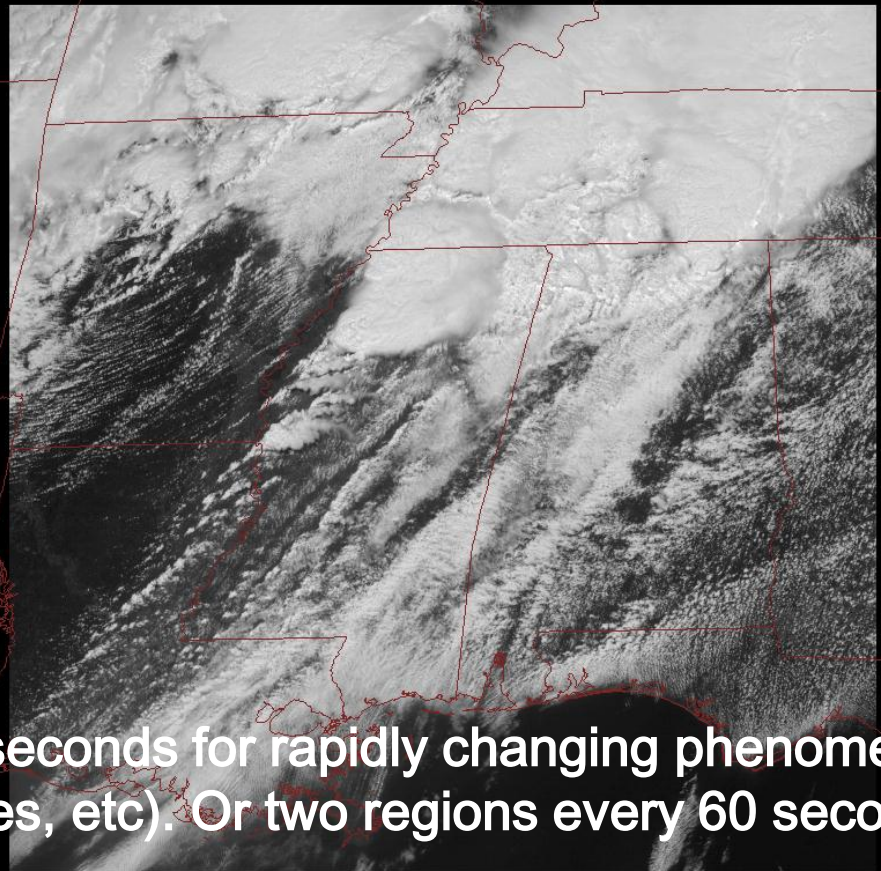 seconds for rapidly changing phenome
es, etc). Or two regions every 60 seco